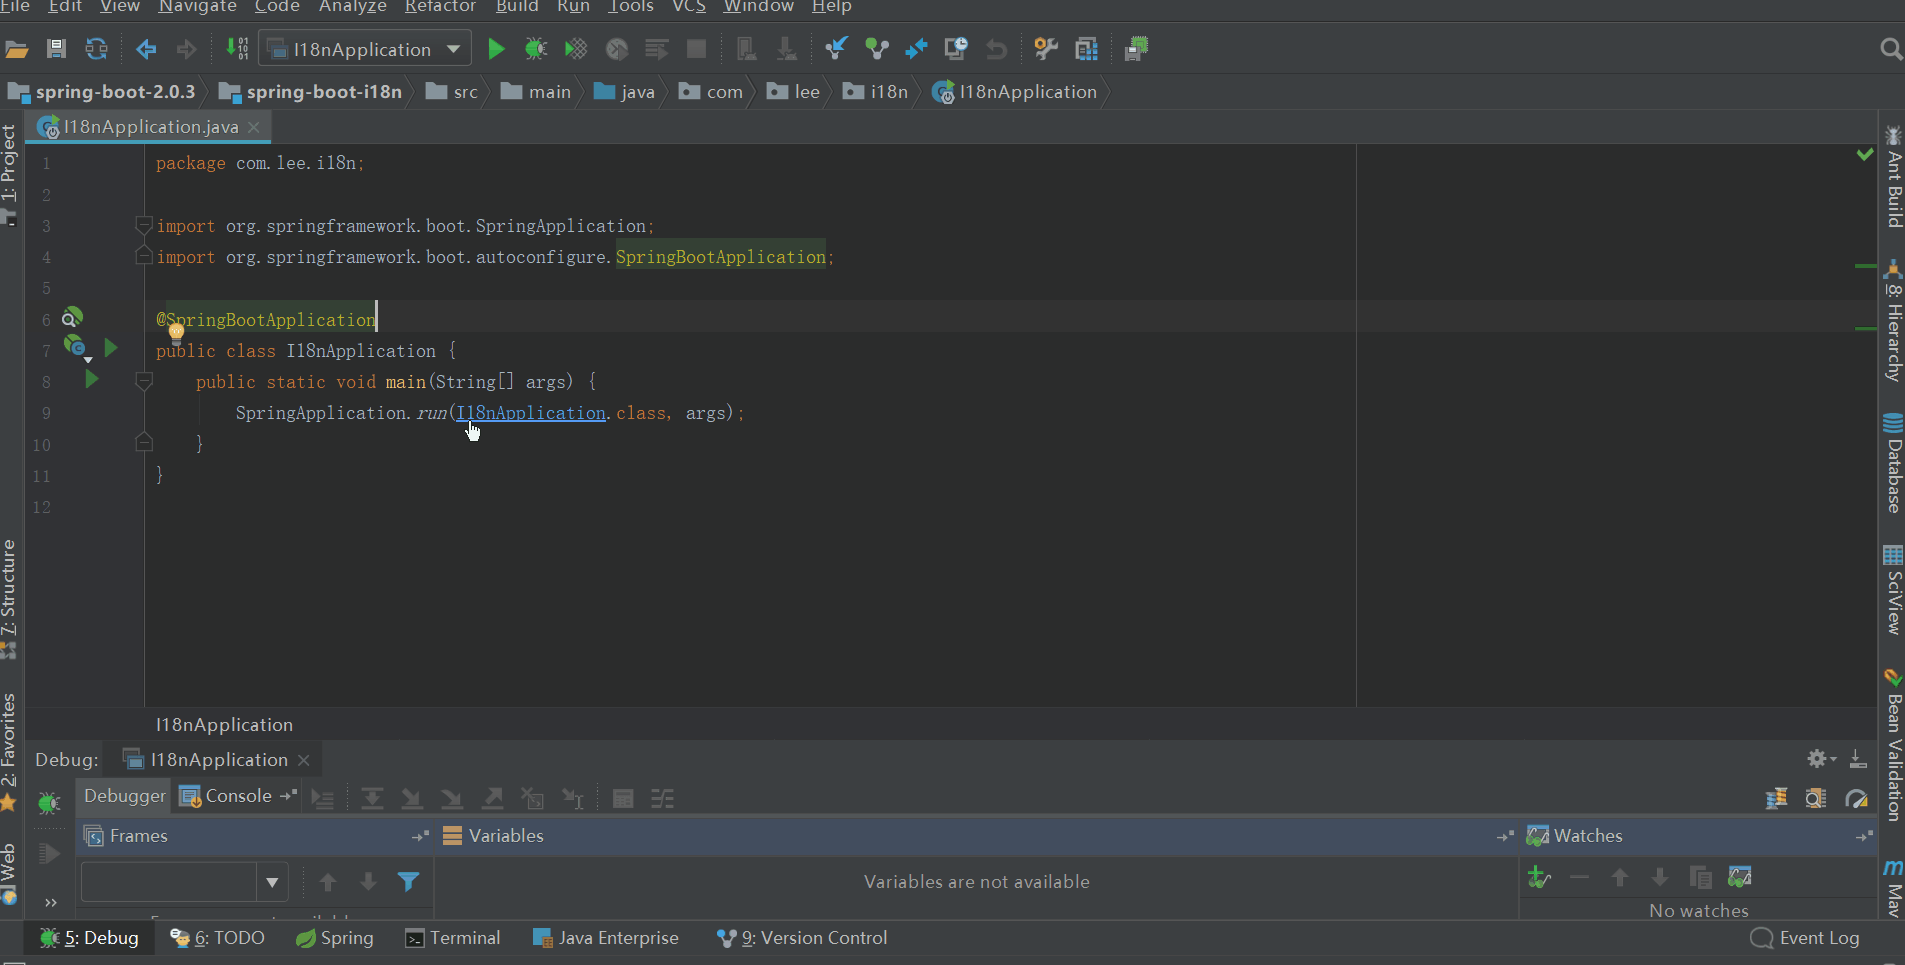 File Edit View Navigate Code Analyze Refactor Build Run Tools VCS Window Help
I18nApplication
spring-boot-2.0.3 spring-boot-i18n src main java com lee i18n I18nApplication
I18nApplication.java
1 package com.lee.i18n;
2
3 import org.springframework.boot.SpringApplication;
4 import org.springframework.boot.autoconfigure.SpringBootApplication;
5
6 @SpringBootApplication
7 public class I18nApplication {
8 public static void main(String[] args) {
9 SpringApplication.run(I18nApplication.class, args);
10 }
11 }
12
I18nApplication
Debug: I18nApplication
Debugger Console
Frames Variables Watches
Variables are not available
No watches
5: Debug 6: TODO Spring Terminal Java Enterprise 9: Version Control Event Log
1: Project
7: Structure
2: Favorites
Web
Ant Build
8: Hierarchy
Database
SciView
Bean Validation
Mav